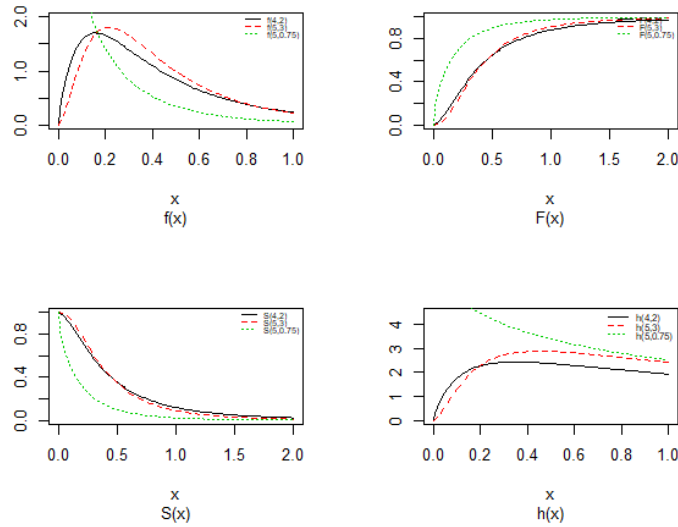 2.0
1.0
0.0
f(4,2)
f(5,3)
f(5,0.75)
0.0 0.2 0.4 0.6 0.8 1.0
x
f(x)
0.8
0.4
0.0
F(5,3)
F(5,0.75)
0.0 0.5 1.0 1.5 2.0
x
F(x)
0.8
0.4
0.0
S(4,2)
S(5,3)
S(5,0.75)
0.0 0.5 1.0 1.5 2.0
x
S(x)
4
3
2
1
0
h(4,2)
h(5,3)
h(5,0.75)
0.0 0.2 0.4 0.6 0.8 1.0
x
h(x)